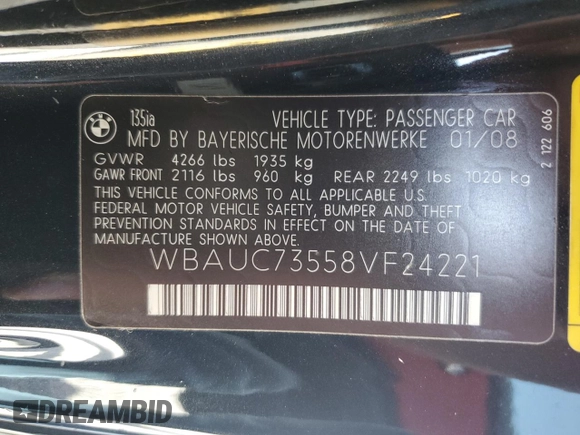 135ia
VEHICLE TYPE: PASSENGER CAR
MFD BY BAYERISCHE MOTORENWERKE 01/08
GVWR 4266 lbs 1935 kg
GAWR FRONT 2116 lbs 960 kg REAR 2249 lbs 1020 kg
THIS VEHICLE CONFORMS TO ALL APPLICABLE U.S.
FEDERAL MOTOR VEHICLE SAFETY, BUMPER AND THEFT
PREVENTION STANDARDS IN EFFECT ON THE DATE OF
MANUFACTURE SHOWN ABOVE
WBAUC73558VF24221
2 122 606
DREAMBID